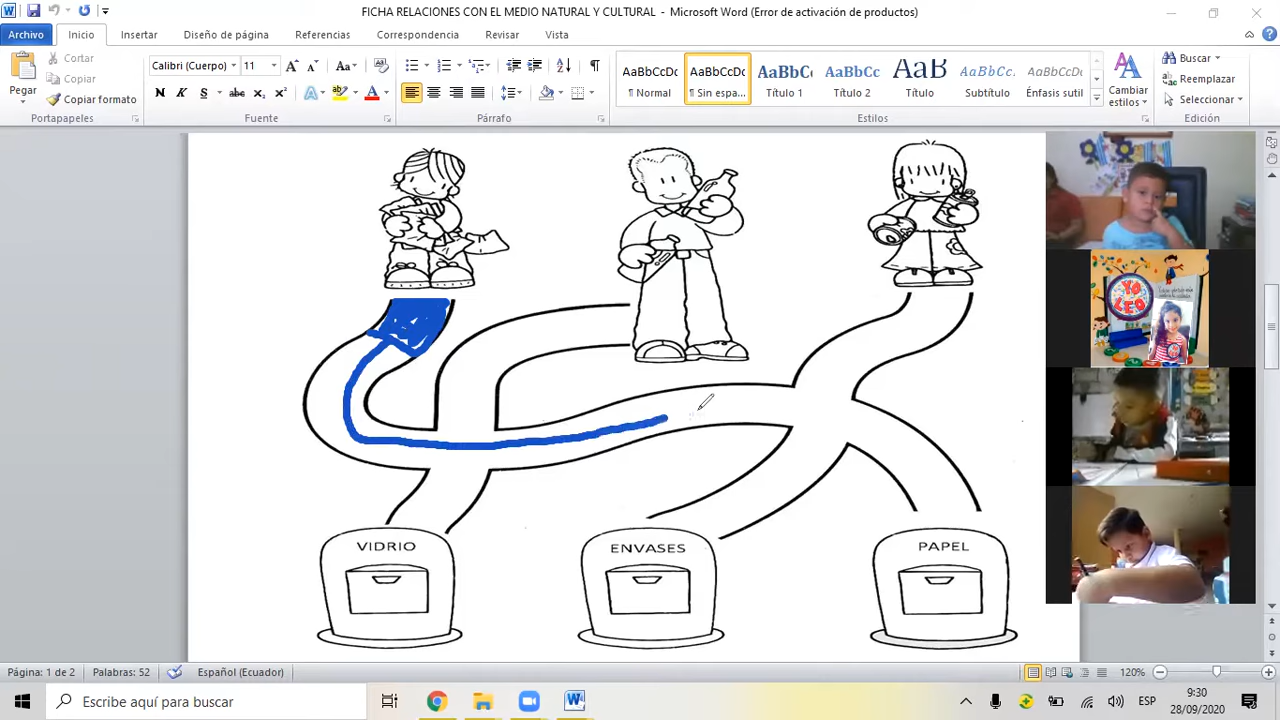 FICHA RELACIONES CON EL MEDIO NATURAL Y CULTURAL - Microsoft Word (Error de activación de productos)
Archivo Inicio Insertar Diseño de página Referencias Correspondencia Revisar Vista
Pegar
Cortar
Copiar
Copiar formato
Portapapeles
Calibri (Cuerpo) 11
N K S abc x₂ x² A A
Fuente
Párrafo
AaBbCcDc AaBbCcDc AaBbC AaBbCc AaB AaBbCc. AaBbCcDc
¶ Normal ¶ Sin espa... Título 1 Título 2 Título Subtítulo Énfasis sutil
Cambiar estilos
Estilos
Buscar
Reemplazar
Seleccionar
Edición
YO LEO
VIDRIO ENVASES PAPEL
Página: 1 de 2 Palabras: 52 Español (Ecuador) 120%
Escribe aquí para buscar
ESP
9:30
28/09/2020